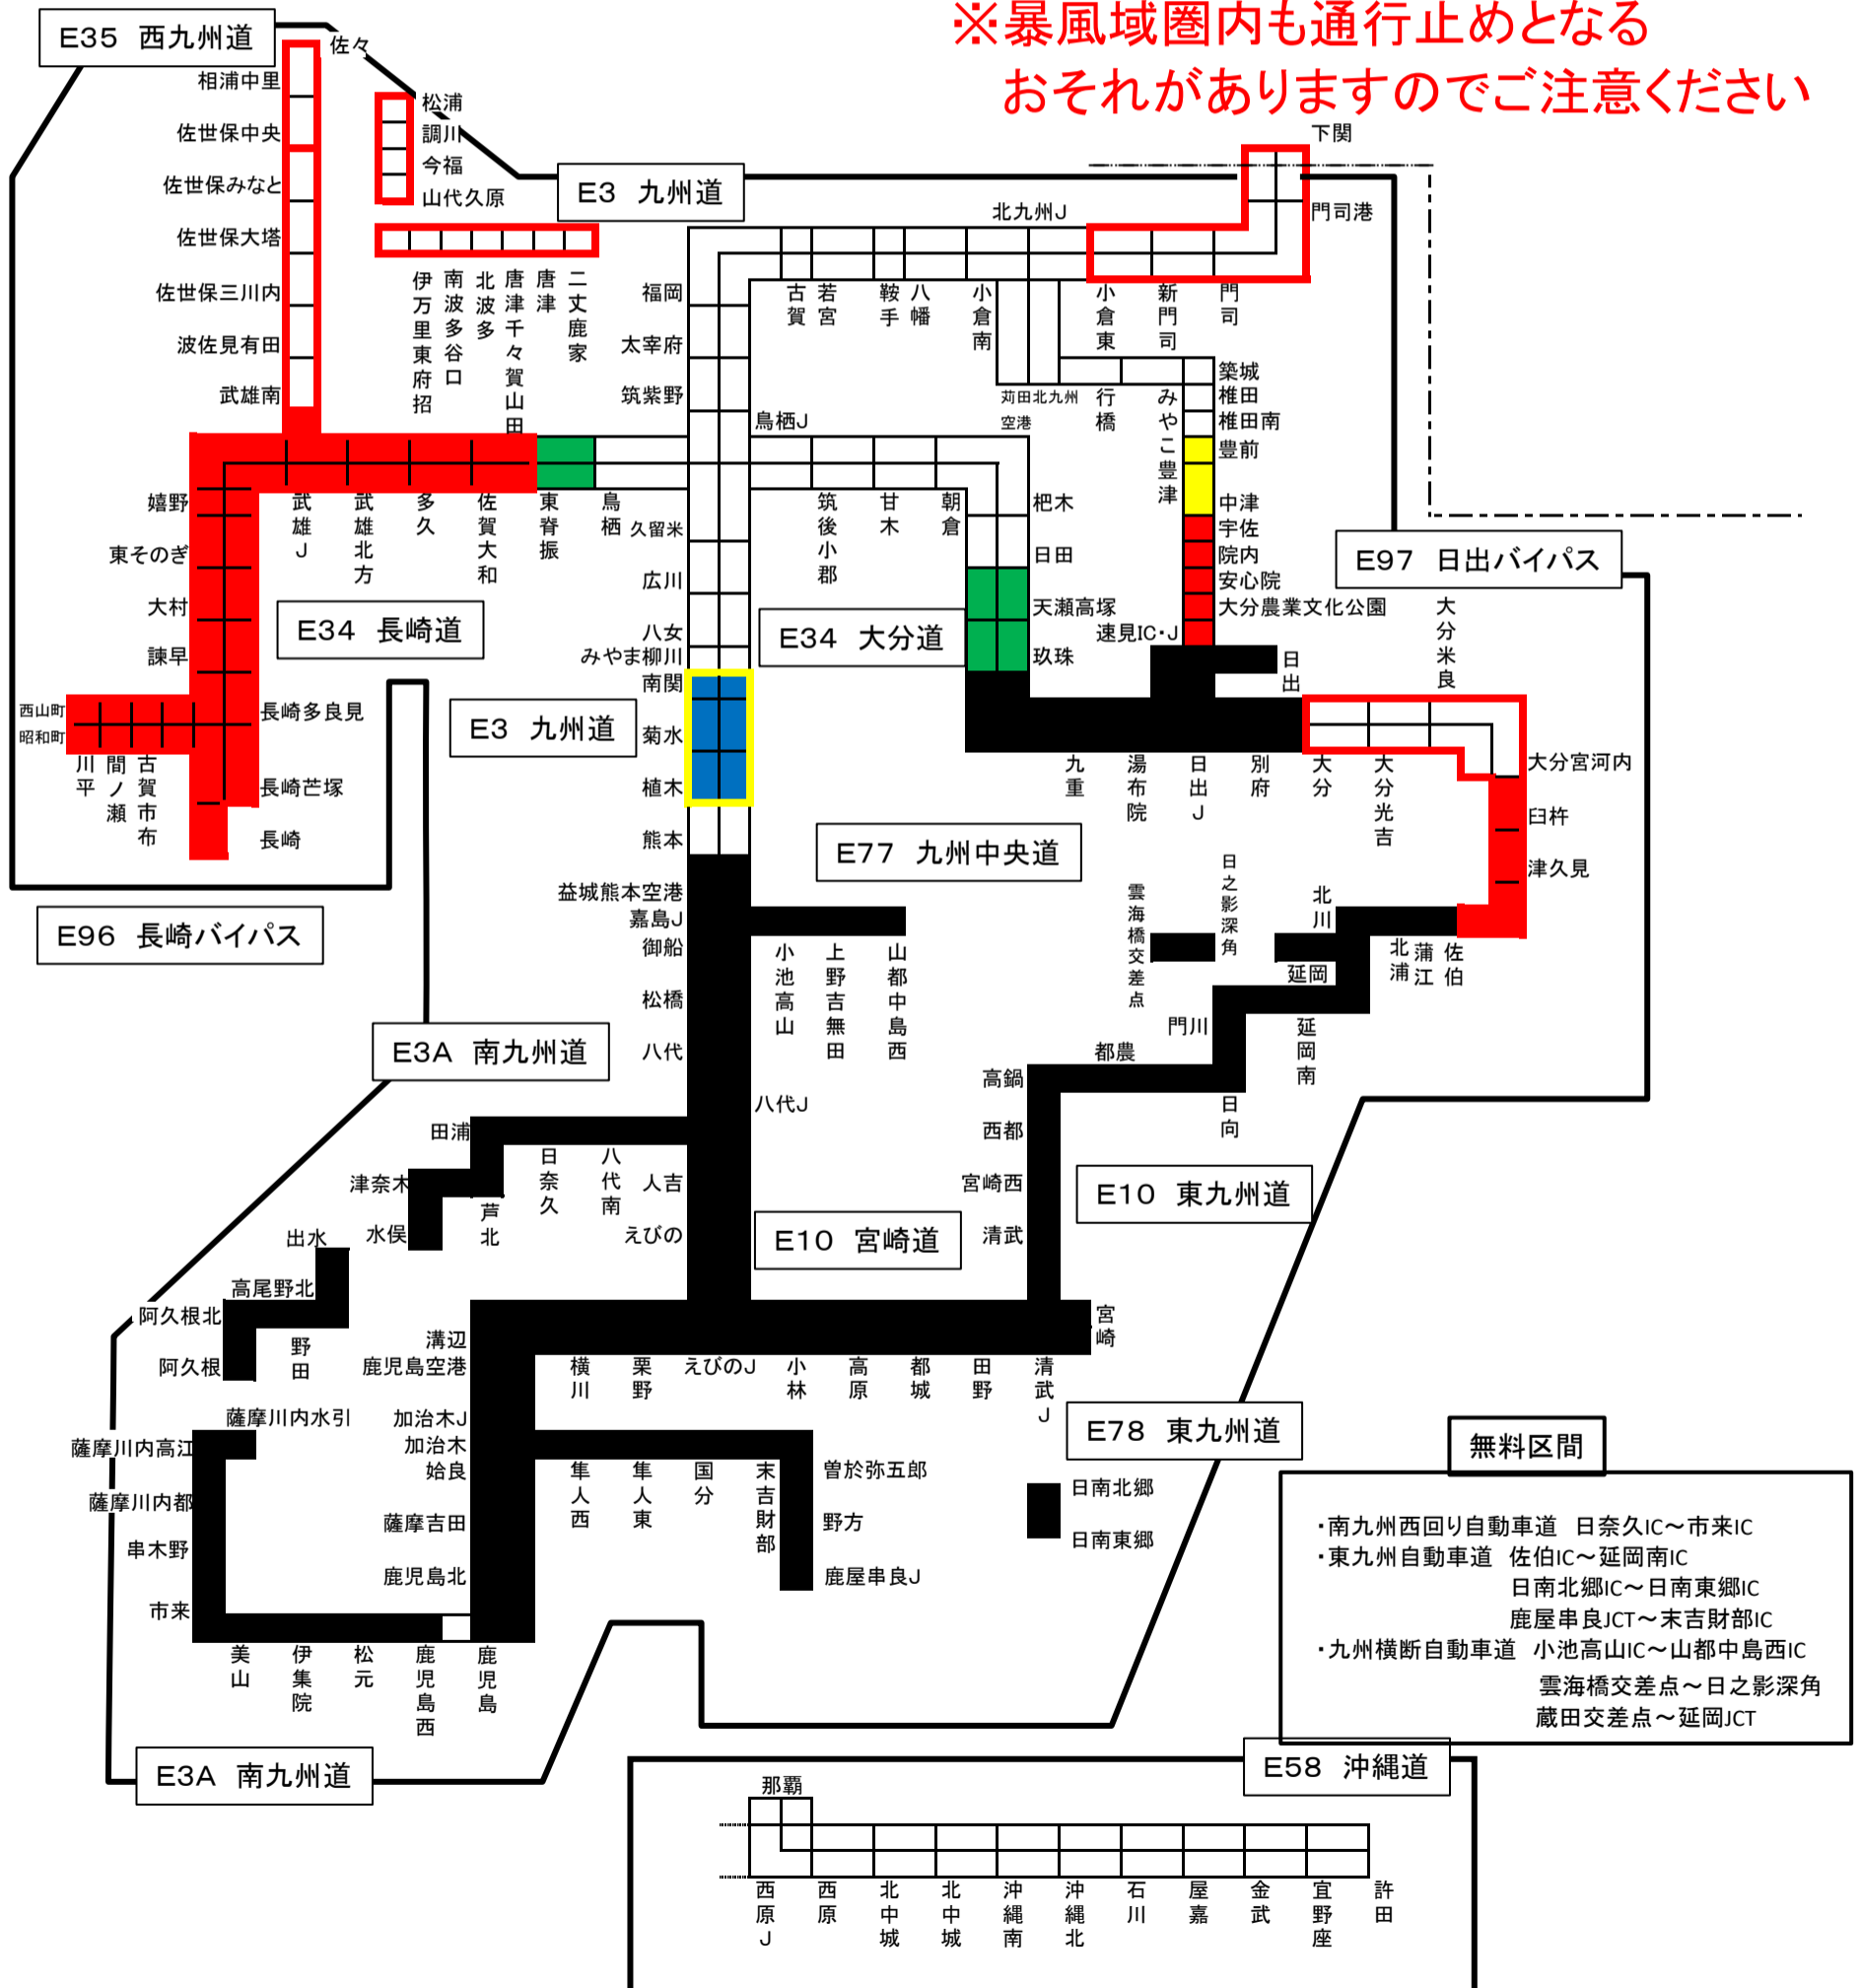 ※暴風域圏内も通行止めとなる
おそれがありますのでご注意ください
E35 西九州道
佐々
相浦中里
佐世保中央
佐世保みなと
佐世保大塔
佐世保三川内
波佐見有田
武雄南
松浦
調川
今福
山代久原
伊万里東府招
南波多谷口
北波多
唐津千々賀山田
唐津
二丈鹿家
E3 九州道
下関
門司港
北九州J
福岡
太宰府
筑紫野
古賀
若宮
鞍手
八幡
小倉南
小倉東
新門司
門司
苅田北九州
空港
行橋
みやこ豊津
築城
椎田
椎田南
豊前
中津
宇佐
院内
安心院
大分農業文化公園
速見IC・J
日出
鳥栖J
嬉野
東そのぎ
大村
諫早
武雄J
武雄北方
多久
佐賀大和
東脊振
鳥栖
久留米
広川
八女
みやま柳川
南関
菊水
植木
熊本
筑後小郡
甘木
朝倉
杷木
日田
天瀬高塚
玖珠
E97 日出バイパス
E34 長崎道
E34 大分道
大分米良
西山町
昭和町
川平
間ノ瀬
古賀市布
長崎多良見
長崎芒塚
長崎
E3 九州道
九重
湯布院
日出J
別府
大分
大分光吉
大分宮河内
臼杵
津久見
E77 九州中央道
E96 長崎バイパス
益城熊本空港
嘉島J
御船
松橋
八代
小池高山
上野吉無田
山都中島西
雲海橋交差点
日之影深角
北川
延岡
北浦
蒲江
佐伯
E3A 南九州道
八代J
門川
延岡南
都農
日向
高鍋
西都
宮崎西
清武
田浦
津奈木
水俣
芦北
日奈久
八代南
人吉
えびの
E10 東九州道
E10 宮崎道
出水
高尾野北
阿久根北
阿久根
野田
溝辺
鹿児島空港
横川
栗野
えびのJ
小林
高原
都城
田野
清武J
宮崎
薩摩川内水引
薩摩川内高江
薩摩川内都
串木野
市来
加治木J
加治木
姶良
薩摩吉田
鹿児島北
隼人西
隼人東
国分
末吉財部
曽於弥五郎
野方
鹿屋串良J
E78 東九州道
日南北郷
日南東郷
美山
伊集院
松元
鹿児島西
鹿児島
E3A 南九州道
無料区間
・南九州西回り自動車道 日奈久IC～市来IC
・東九州自動車道 佐伯IC～延岡南IC
日南北郷IC～日南東郷IC
鹿屋串良JCT～末吉財部IC
・九州横断自動車道 小池高山IC～山都中島西IC
雲海橋交差点～日之影深角
蔵田交差点～延岡JCT
E58 沖縄道
那覇
西原J
西原
北中城
北中城
沖縄南
沖縄北
石川
屋嘉
金武
宜野座
許田